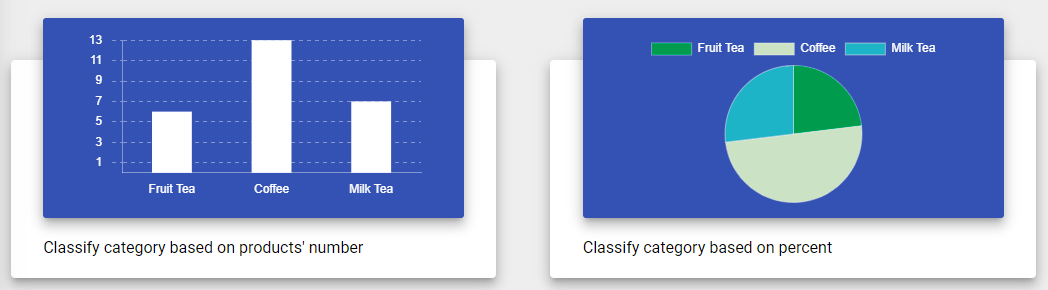 13
11
9
7
5
3
1
Fruit Tea Coffee Milk Tea
Classify category based on products' number
Fruit Tea Coffee Milk Tea
Classify category based on percent